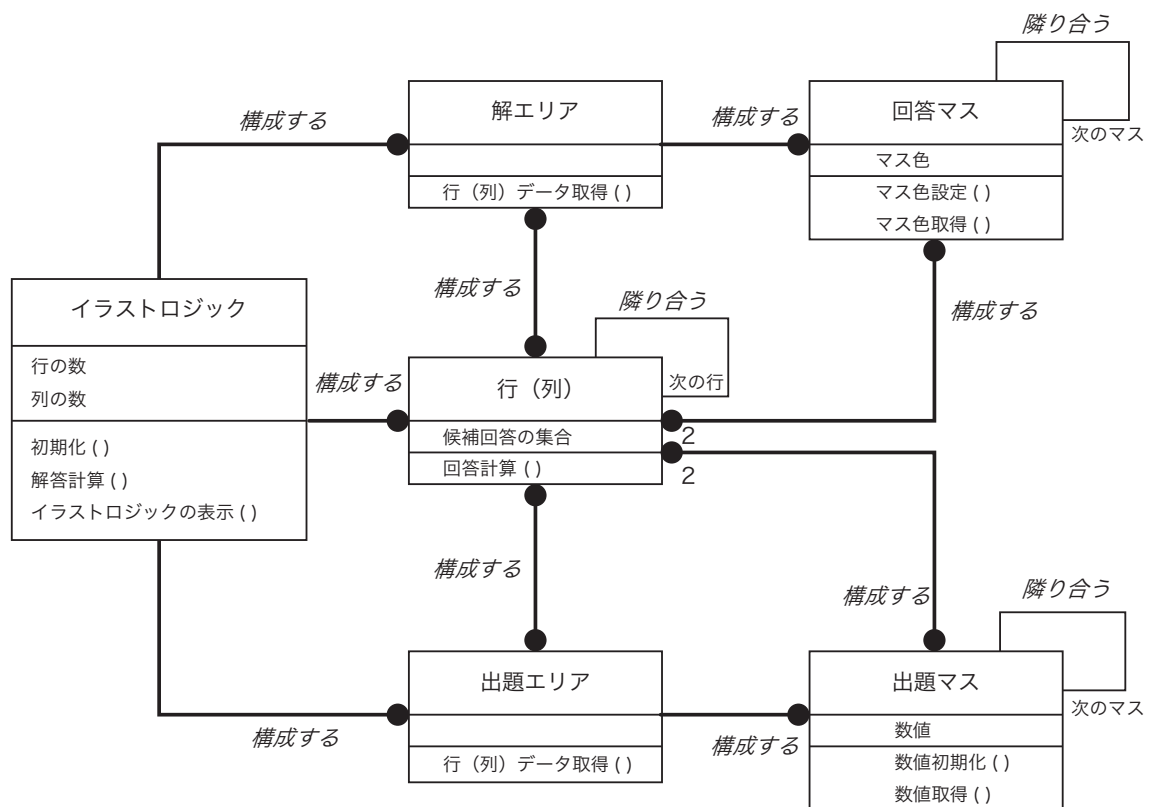 隣り合う
構成する
解エリア
行（列）データ取得 ( )
構成する
回答マス
マス色
マス色設定 ( )
マス色取得 ( )
次のマス
構成する
隣り合う
構成する
イラストロジック
行の数
列の数
初期化 ( )
解答計算 ( )
イラストロジックの表示 ( )
構成する
行（列）
候補回答の集合
回答計算 ( )
次の行
2
2
構成する
構成する
隣り合う
構成する
出題エリア
行（列）データ取得 ( )
構成する
出題マス
数値
数値初期化 ( )
数値取得 ( )
次のマス